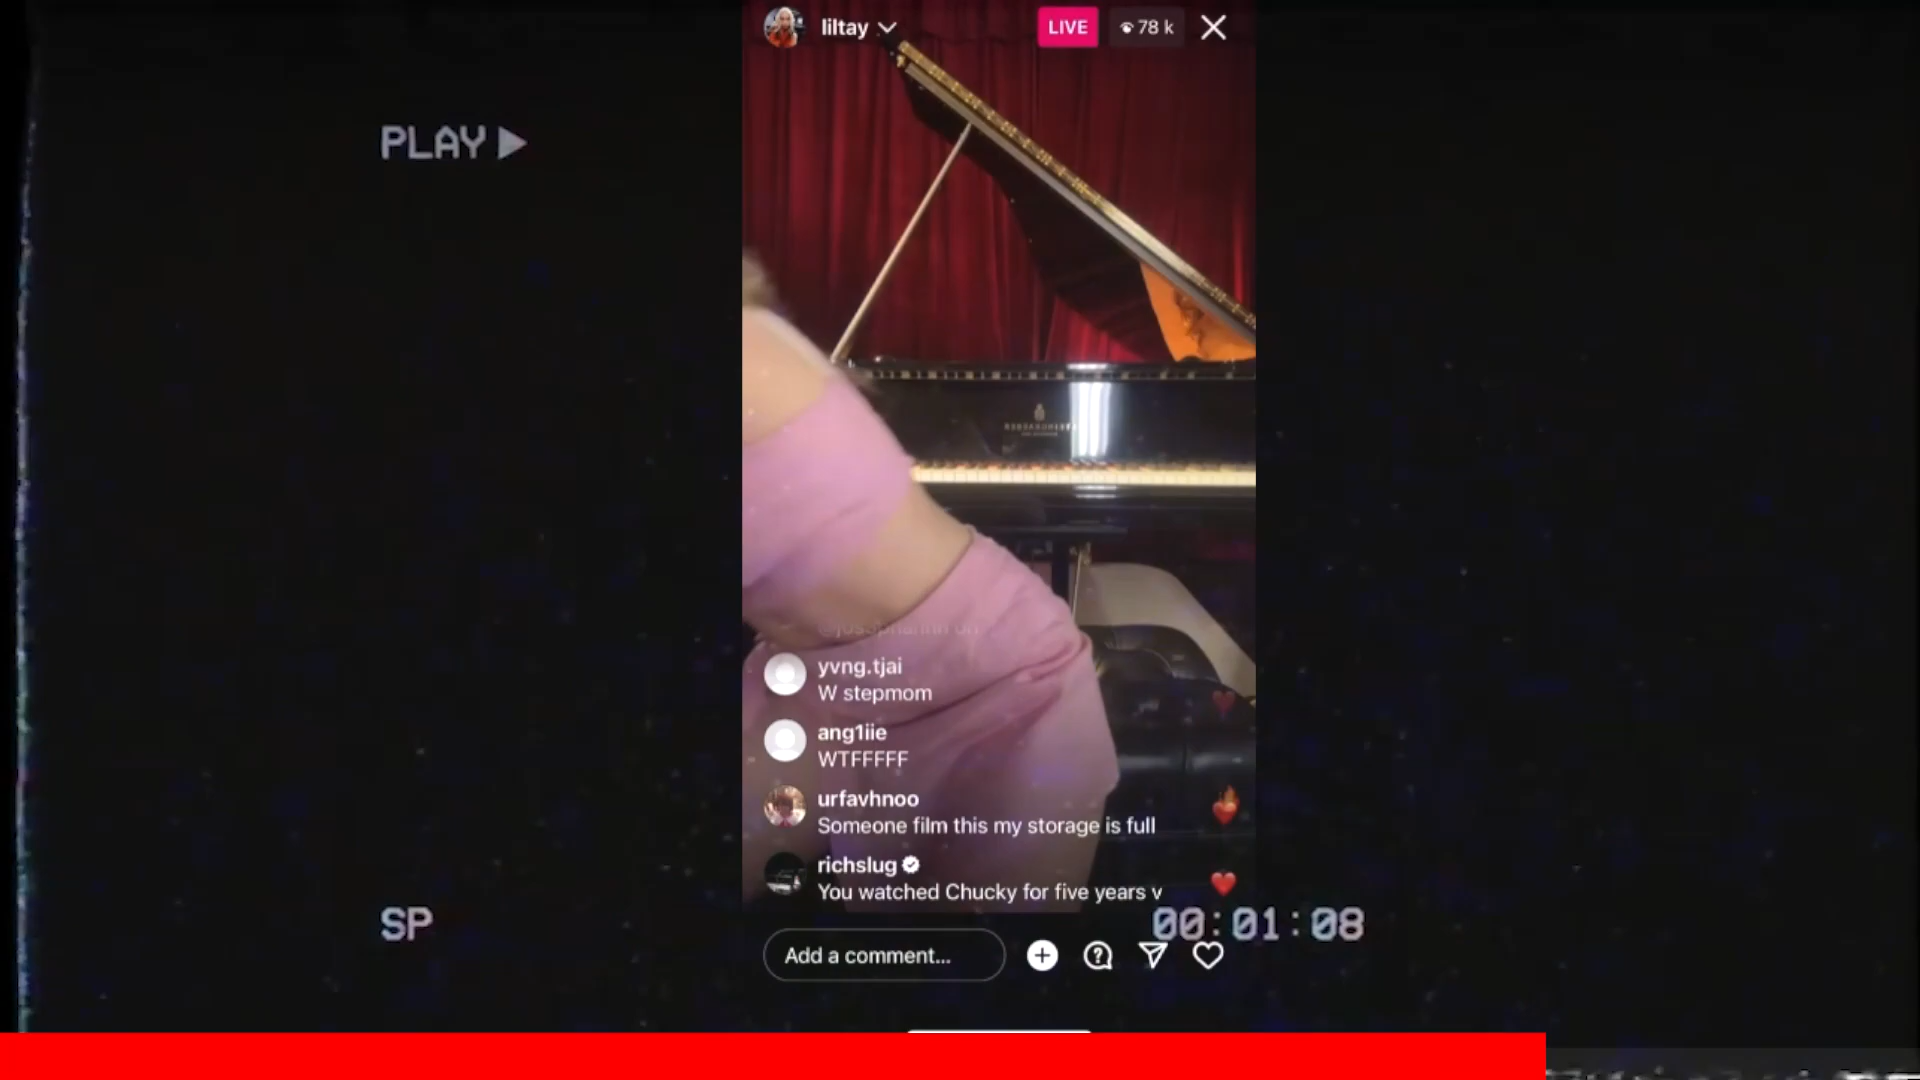 liltay
LIVE
78 k
PLAY
yvng.tjai
W stepmom
ang1iie
WTFFFFF
urfavhnoo
Someone film this my storage is full
richslug
You watched Chucky for five years v
SP
00:01:08
Add a comment...